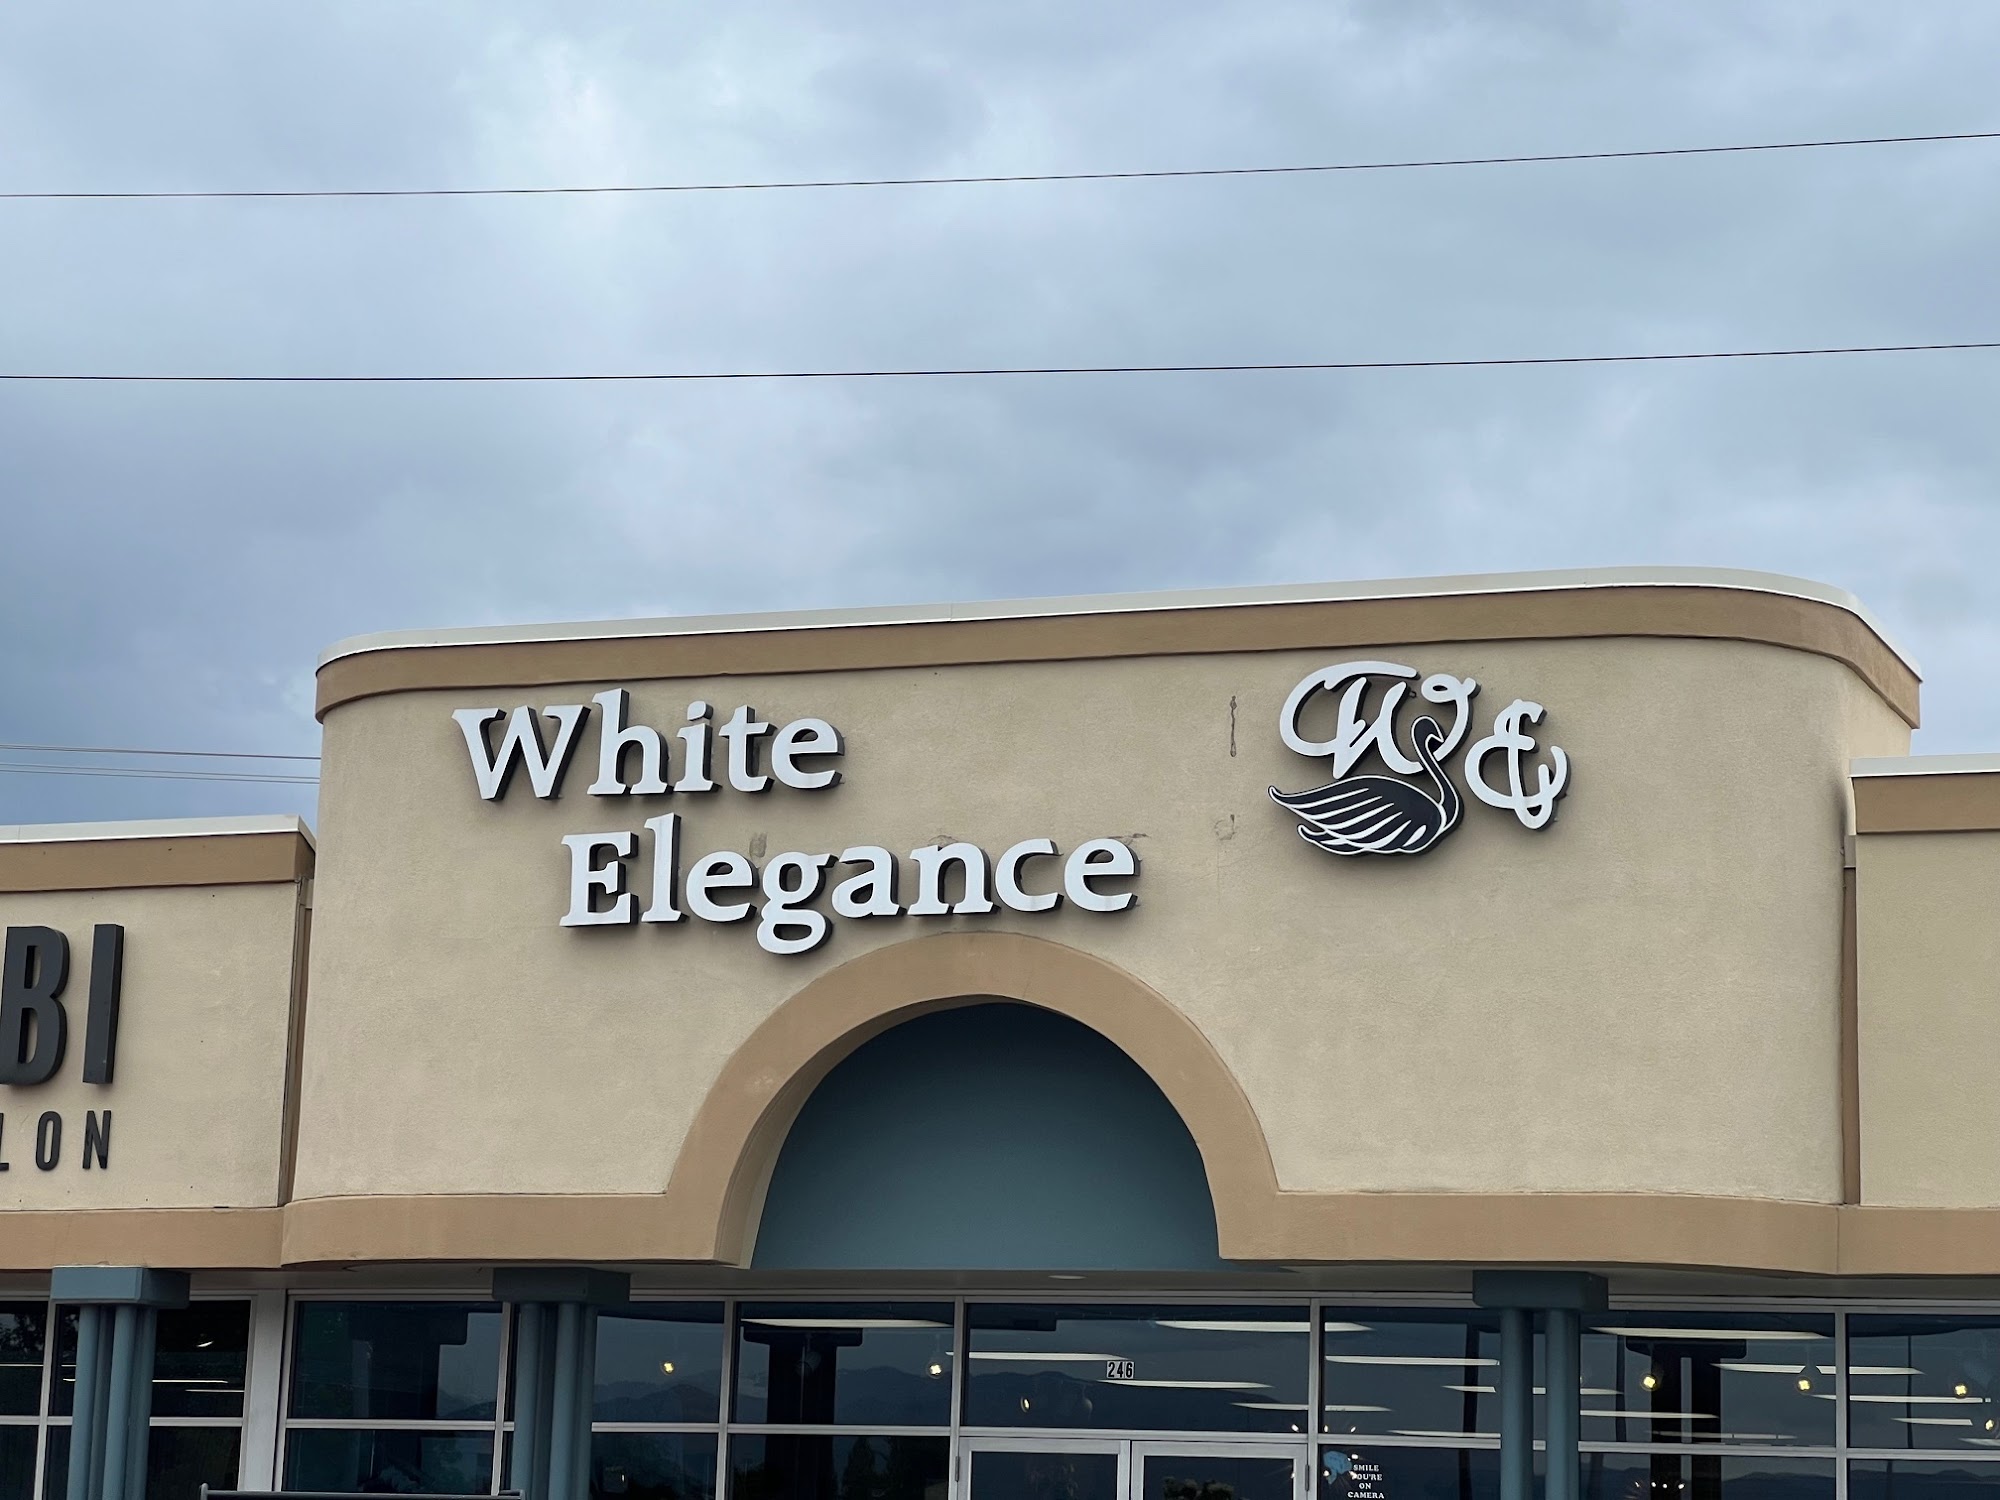 White
Elegance
WE
BI
LON
246
SMILE
YOU'RE
ON
CAMERA